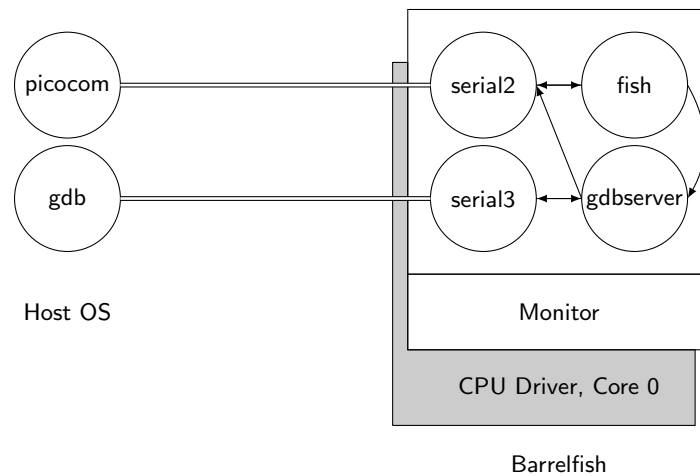 picocom
serial2
fish
gdb
serial3
gdbserver
Host OS
Monitor
CPU Driver, Core 0
Barrelfish